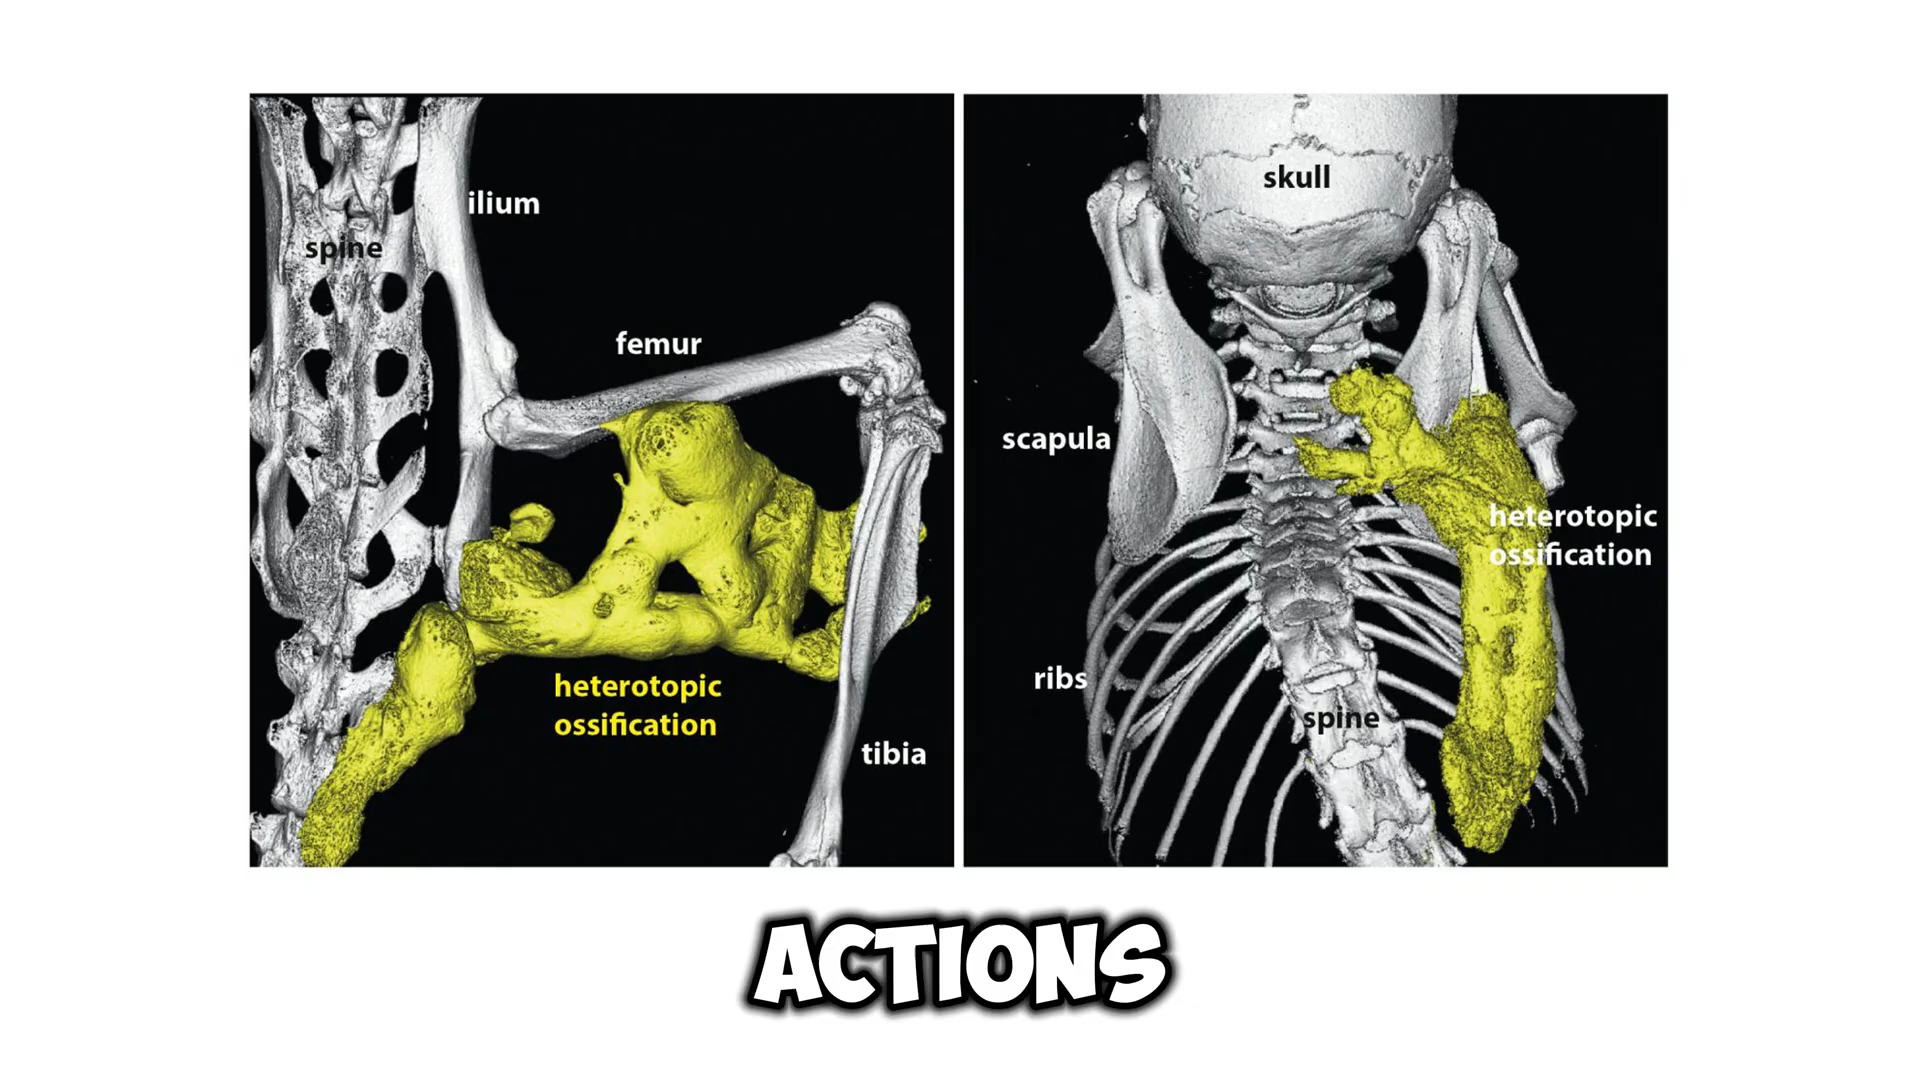 ilium
spine
femur
heterotopic
ossification
tibia
skull
scapula
heterotopic
ossification
ribs
spine
ACTIONS